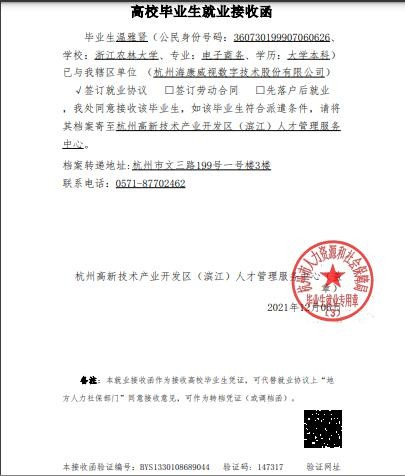 高校毕业生就业接收函
毕业生温雅贤（公民身份号码：360730199907060626、
学校：浙江农林大学、专业：电子商务、学历：大学本科）
已与我辖区单位（杭州海康威视数字技术股份有限公司）
√签订就业协议 □签订劳动合同 □先落户后就业
，我处同意接收该毕业生，如该毕业生符合派遣条件，请将
其档案寄至杭州高新技术产业开发区（滨江）人才管理服务
中心。
档案转递地址:杭州市文三路199号一号楼3楼
联系电话：0571-87702462
杭州市人力资源和社会保障局
毕业生就业专用章
（3）
杭州高新技术产业开发区（滨江）人才管理服务中心
章）
2021年12月06日
备注：本就业接收函作为接收高校毕业生凭证，可代替就业协议上“地
方人力社保部门”同意接收意见，可作为转档凭证（或调档函）。
本接收函验证编号：BYS1330108689044 验证码：147317 验证网址